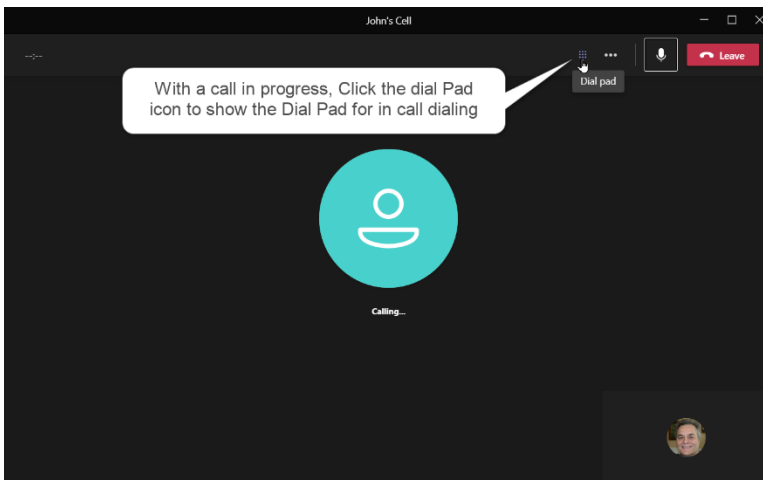 John's Cell
--:--
Leave
Dial pad
With a call in progress, Click the dial Pad
icon to show the Dial Pad for in call dialing
Calling...